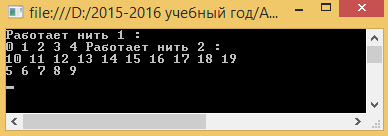 file:///D:/2015-2016 учебный год/А...
Работает нить 1 :
0 1 2 3 4 Работает нить 2 :
10 11 12 13 14 15 16 17 18 19
5 6 7 8 9